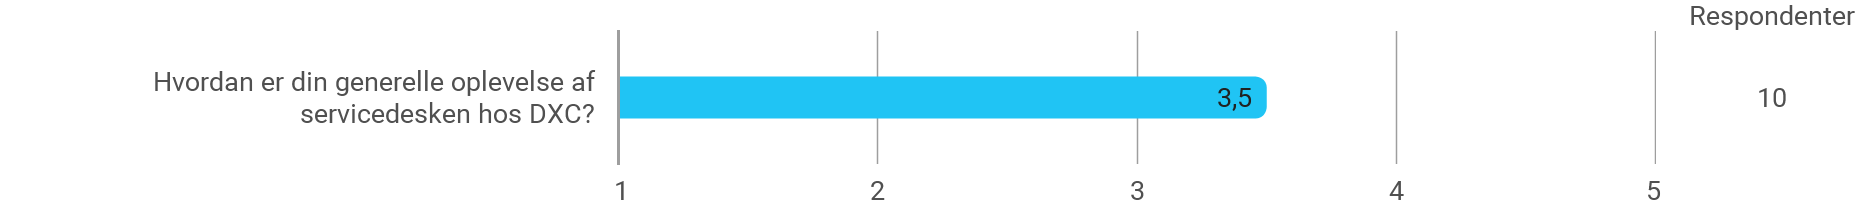 Respondenter
Hvordan er din generelle oplevelse af
servicedesken hos DXC?
3,5
10
1
2
3
4
5